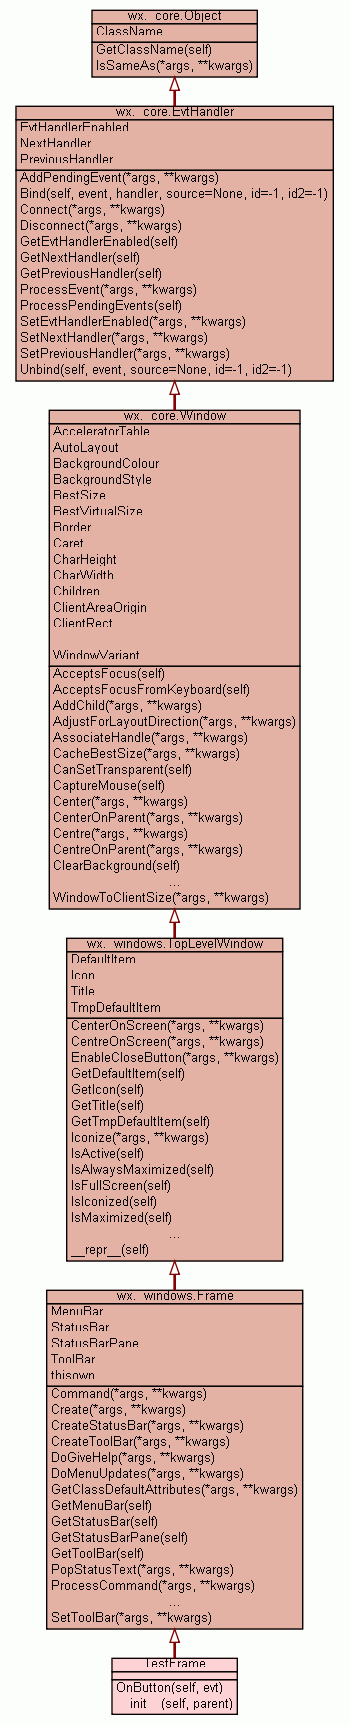 wx._core.Object
ClassName
GetClassName(self)
IsSameAs(*args, **kwargs)
wx._core.EvtHandler
EvtHandlerEnabled
NextHandler
PreviousHandler
AddPendingEvent(*args, **kwargs)
Bind(self, event, handler, source=None, id=-1, id2=-1)
Connect(*args, **kwargs)
Disconnect(*args, **kwargs)
GetEvtHandlerEnabled(self)
GetNextHandler(self)
GetPreviousHandler(self)
ProcessEvent(*args, **kwargs)
ProcessPendingEvents(self)
SetEvtHandlerEnabled(*args, **kwargs)
SetNextHandler(*args, **kwargs)
SetPreviousHandler(*args, **kwargs)
Unbind(self, event, source=None, id=-1, id2=-1)
wx._core.Window
AcceleratorTable
AutoLayout
BackgroundColour
BackgroundStyle
BestSize
BestVirtualSize
Border
Caret
CharHeight
CharWidth
Children
ClientAreaOrigin
ClientRect
WindowVariant
AcceptsFocus(self)
AcceptsFocusFromKeyboard(self)
AddChild(*args, **kwargs)
AdjustForLayoutDirection(*args, **kwargs)
AssociateHandle(*args, **kwargs)
CacheBestSize(*args, **kwargs)
CanSetTransparent(self)
CaptureMouse(self)
Center(*args, **kwargs)
CenterOnParent(*args, **kwargs)
Centre(*args, **kwargs)
CentreOnParent(*args, **kwargs)
ClearBackground(self)
...
WindowToClientSize(*args, **kwargs)
wx._windows.TopLevelWindow
DefaultItem
Icon
Title
TmpDefaultItem
CenterOnScreen(*args, **kwargs)
CentreOnScreen(*args, **kwargs)
EnableCloseButton(*args, **kwargs)
GetDefaultItem(self)
GetIcon(self)
GetTitle(self)
GetTmpDefaultItem(self)
Iconize(*args, **kwargs)
IsActive(self)
IsAlwaysMaximized(self)
IsFullScreen(self)
IsIconized(self)
IsMaximized(self)
...
__repr__(self)
wx._windows.Frame
MenuBar
StatusBar
StatusBarPane
ToolBar
thisown
Command(*args, **kwargs)
Create(*args, **kwargs)
CreateStatusBar(*args, **kwargs)
CreateToolBar(*args, **kwargs)
DoGiveHelp(*args, **kwargs)
DoMenuUpdates(*args, **kwargs)
GetClassDefaultAttributes(*args, **kwargs)
GetMenuBar(self)
GetStatusBar(self)
GetStatusBarPane(self)
GetToolBar(self)
PopStatusText(*args, **kwargs)
ProcessCommand(*args, **kwargs)
...
SetToolBar(*args, **kwargs)
TestFrame
OnButton(self, evt)
__init__(self, parent)